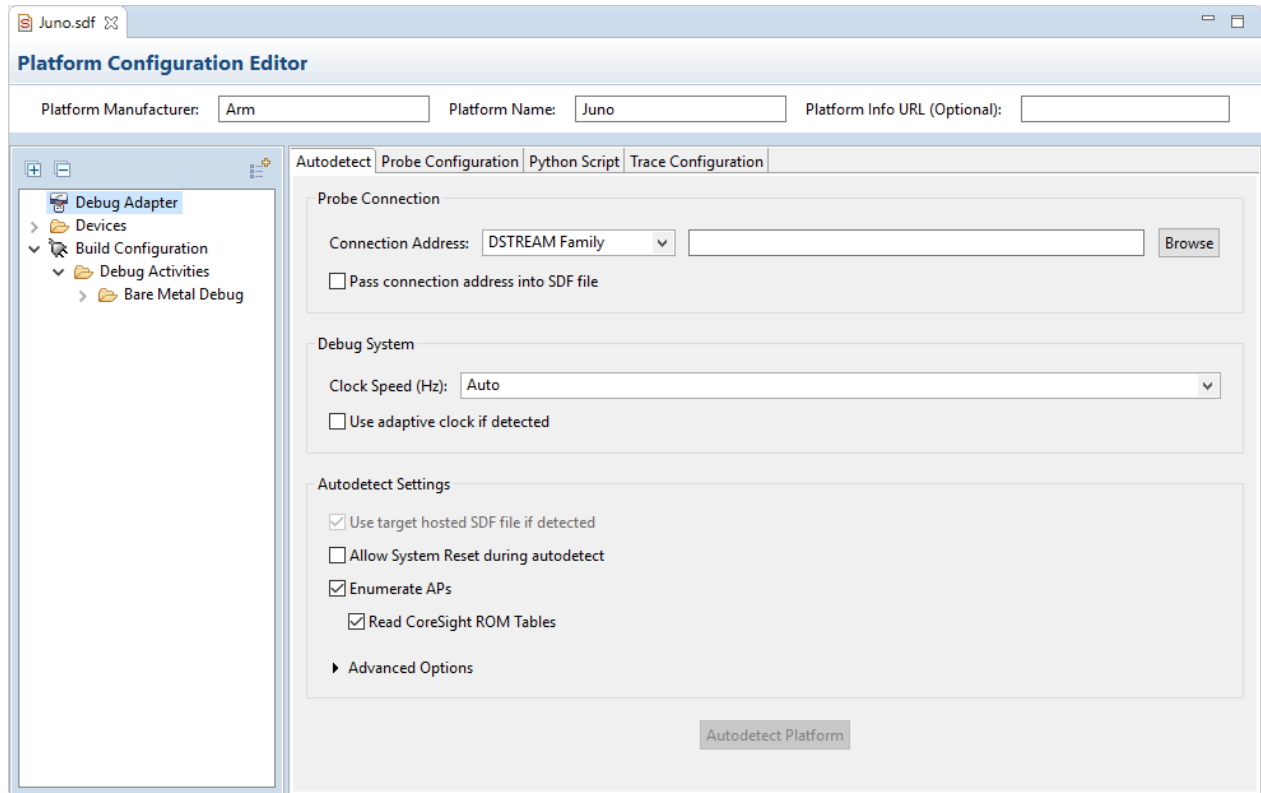 Juno.sdf
Platform Configuration Editor
Platform Manufacturer: Arm Platform Name: Juno Platform Info URL (Optional):
Autodetect Probe Configuration Python Script Trace Configuration
Debug Adapter
Devices
Build Configuration
Debug Activities
Bare Metal Debug
Probe Connection
Connection Address: DSTREAM Family Browse
Pass connection address into SDF file
Debug System
Clock Speed (Hz): Auto
Use adaptive clock if detected
Autodetect Settings
Use target hosted SDF file if detected
Allow System Reset during autodetect
Enumerate APs
Read CoreSight ROM Tables
Advanced Options
Autodetect Platform